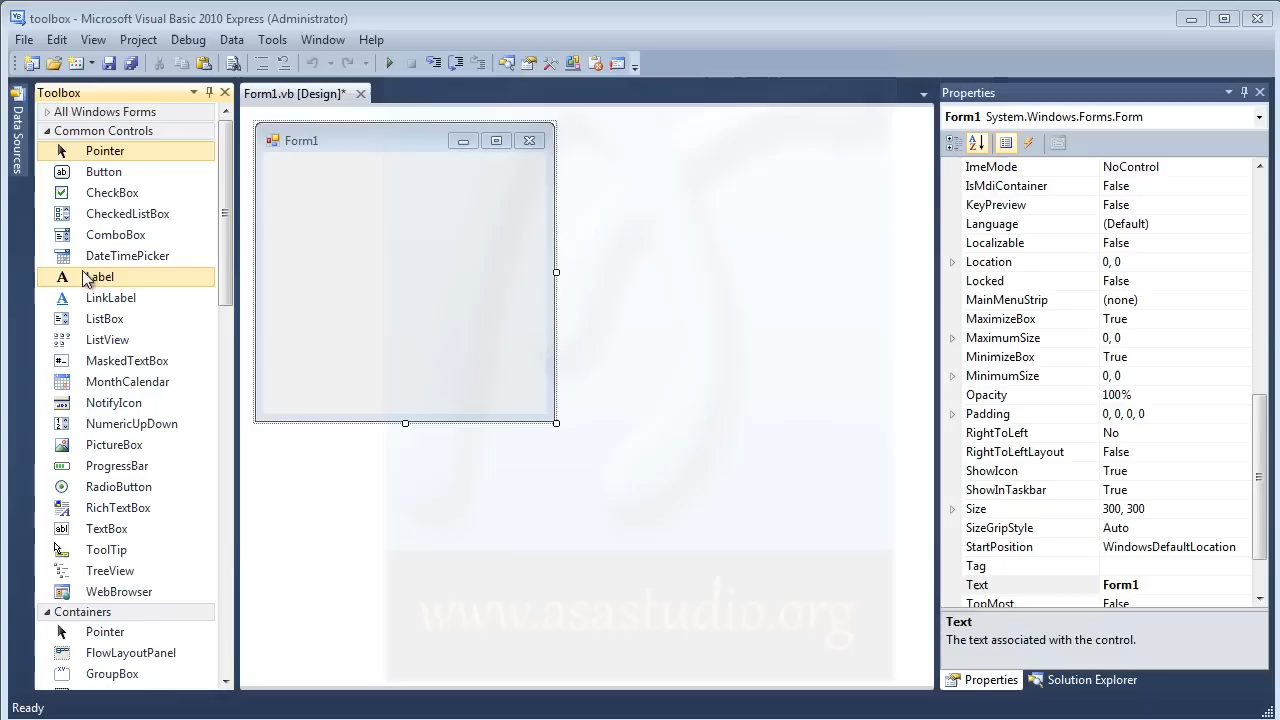 toolbox - Microsoft Visual Basic 2010 Express (Administrator)
File Edit View Project Debug Data Tools Window Help
Toolbox
Form1.vb [Design]*
Properties
Data Sources
All Windows Forms
Common Controls
Pointer
Button
CheckBox
CheckedListBox
ComboBox
DateTimePicker
Label
LinkLabel
ListBox
ListView
MaskedTextBox
MonthCalendar
NotifyIcon
NumericUpDown
PictureBox
ProgressBar
RadioButton
RichTextBox
TextBox
ToolTip
TreeView
WebBrowser
Containers
Pointer
FlowLayoutPanel
GroupBox
Form1
www.asastudio.org
Form1 System.Windows.Forms.Form
ImeMode NoControl
IsMdiContainer False
KeyPreview False
Language (Default)
Localizable False
Location 0, 0
Locked False
MainMenuStrip (none)
MaximizeBox True
MaximumSize 0, 0
MinimizeBox True
MinimumSize 0, 0
Opacity 100%
Padding 0, 0, 0, 0
RightToLeft No
RightToLeftLayout False
ShowIcon True
ShowInTaskbar True
Size 300, 300
SizeGripStyle Auto
StartPosition WindowsDefaultLocation
Tag
Text Form1
TopMost False
Text
The text associated with the control.
Properties Solution Explorer
Ready